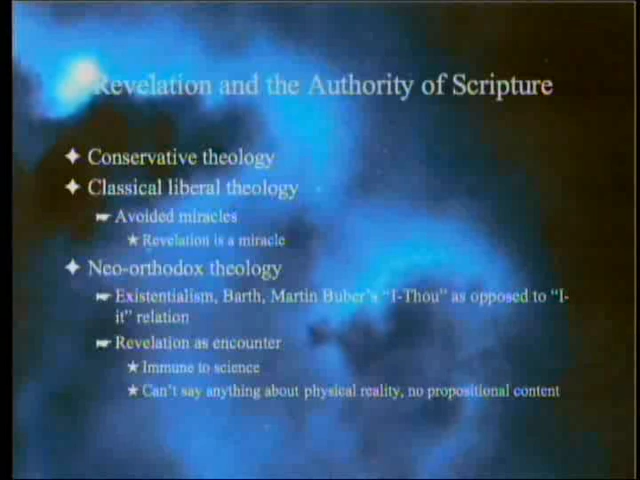 Revelation and the Authority of Scripture
Conservative theology
Classical liberal theology
Avoided miracles
Revelation is a miracle
Neo-orthodox theology
Existentialism, Barth, Martin Buber's "I-Thou" as opposed to "I-
it" relation
Revelation as encounter
Immune to science
Can't say anything about physical reality, no propositional content